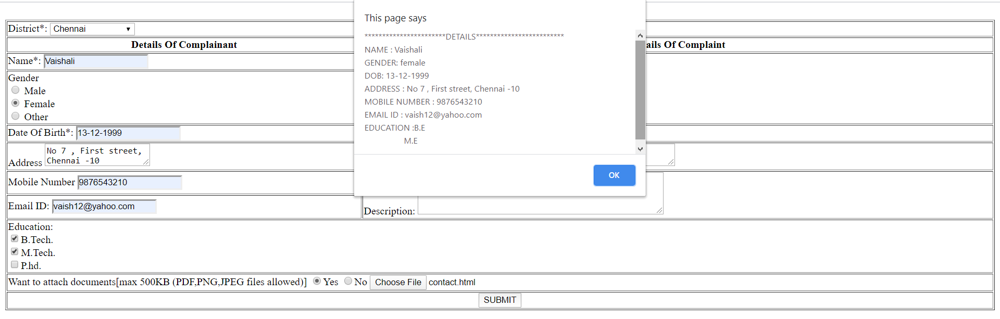 This page says
***********************DETAILS*************************
NAME : Vaishali
GENDER: female
DOB: 13-12-1999
ADDRESS : No 7 , First street, Chennai -10
MOBILE NUMBER : 9876543210
EMAIL ID : vaish12@yahoo.com
EDUCATION :B.E
M.E
OK
District*: Chennai
Details Of Complainant
ails Of Complaint
Name*: Vaishali
Gender
Male
Female
Other
Date Of Birth*: 13-12-1999
Address No 7 , First street,
Chennai -10
Mobile Number 9876543210
Email ID: vaish12@yahoo.com
Description:
Education:
B.Tech.
M.Tech.
P.hd.
Want to attach documents[max 500KB (PDF,PNG,JPEG files allowed)] Yes No Choose File contact.html
SUBMIT